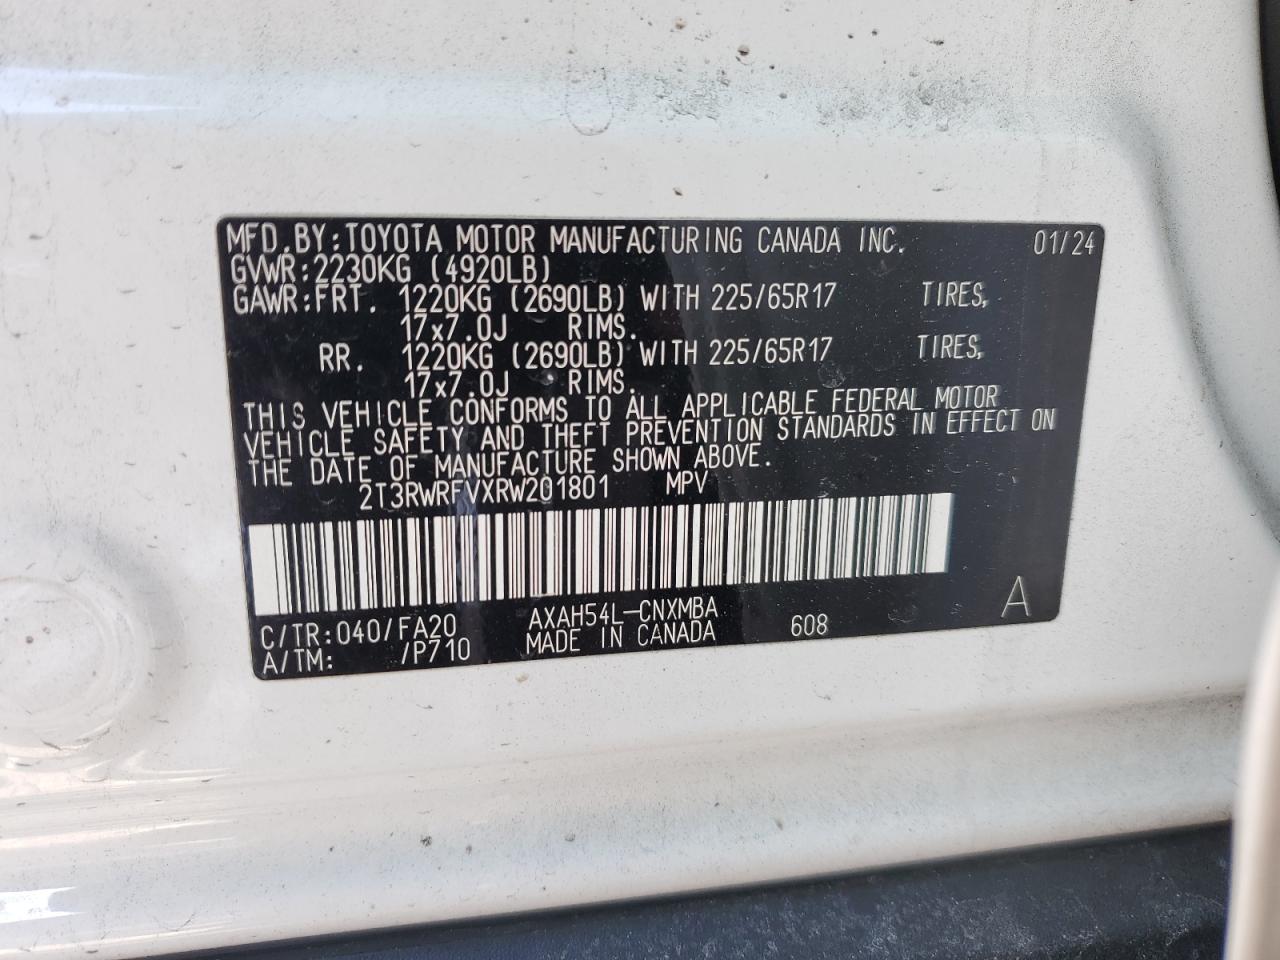 MFD.BY:TOYOTA MOTOR MANUFACTURING CANADA INC. 01/24
GVWR:2230KG (4920LB)
GAWR:FRT. 1220KG (2690LB) WITH 225/65R17 TIRES,
17x7.0J RIMS.
RR. 1220KG (2690LB) WITH 225/65R17 TIRES,
17x7.0J RIMS.
THIS VEHICLE CONFORMS TO ALL APPLICABLE FEDERAL MOTOR
VEHICLE SAFETY AND THEFT PREVENTION STANDARDS IN EFFECT ON
THE DATE OF MANUFACTURE SHOWN ABOVE.
2T3RWRFVXRW201801 MPV
C/TR:040/FA20 AXAH54L-CNXMBA 608 A
A/TM: /P710 MADE IN CANADA